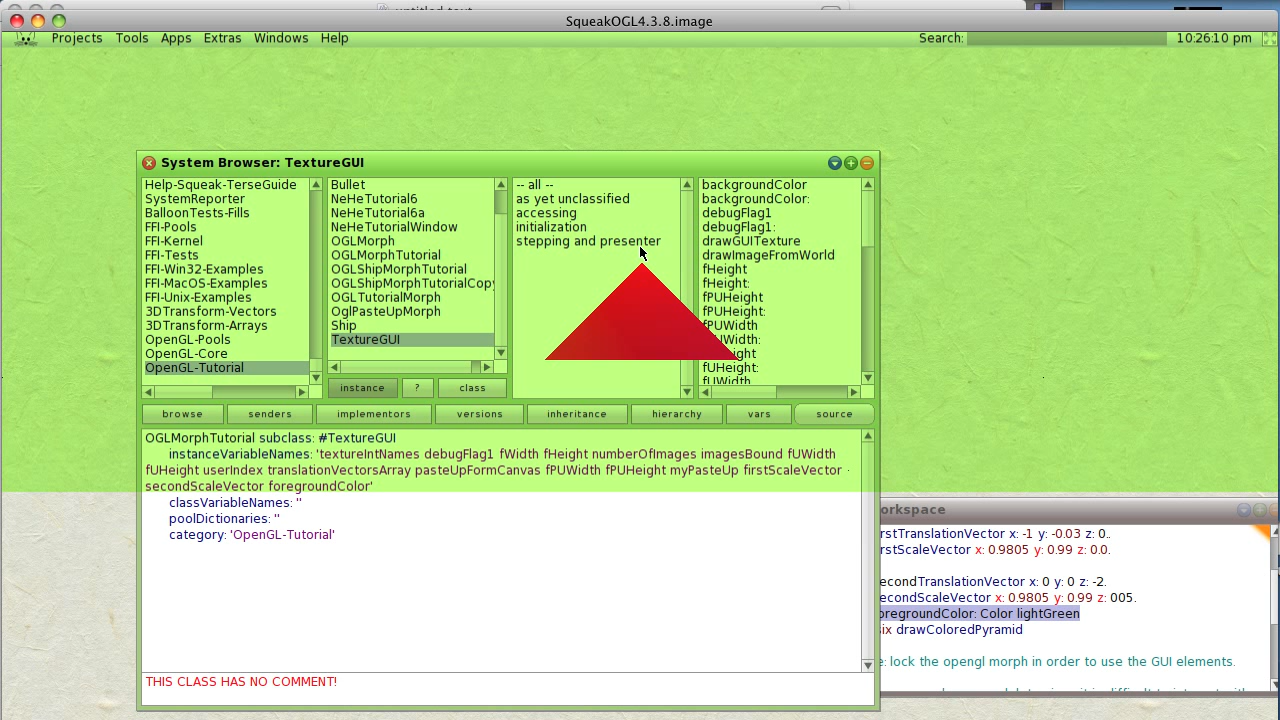 untitled text
SqueakOGL4.3.8.image
Projects Tools Apps Extras Windows Help Search: 10:26:10 pm
System Browser: TextureGUI
Help-Squeak-TerseGuide
SystemReporter
BalloonTests-Fills
FFI-Pools
FFI-Kernel
FFI-Tests
FFI-Win32-Examples
FFI-MacOS-Examples
FFI-Unix-Examples
3DTransform-Vectors
3DTransform-Arrays
OpenGL-Pools
OpenGL-Core
OpenGL-Tutorial
Bullet
NeHeTutorial6
NeHeTutorial6a
NeHeTutorialWindow
OGLMorph
OGLMorphTutorial
OGLShipMorphTutorial
OGLShipMorphTutorialCopy
OGLTutorialMorph
OglPasteUpMorph
Ship
TextureGUI
instance ? class
-- all --
as yet unclassified
accessing
initialization
stepping and presenter
backgroundColor
backgroundColor:
debugFlag1
debugFlag1:
drawGUITexture
drawImageFromWorld
fHeight
fHeight:
fPUHeight
fPUHeight:
fPUWidth
UWidth:
ight
fUHeight:
fUWidth
browse senders implementors versions inheritance hierarchy vars source
OGLMorphTutorial subclass: #TextureGUI
instanceVariableNames: 'textureIntNames debugFlag1 fWidth fHeight numberOfImages imagesBound fUWidth
fUHeight userIndex translationVectorsArray pasteUpFormCanvas fPUWidth fPUHeight myPasteUp firstScaleVector
secondScaleVector foregroundColor'
classVariableNames: ''
poolDictionaries: ''
category: 'OpenGL-Tutorial'
THIS CLASS HAS NO COMMENT!
orkspace
rstTranslationVector x: -1 y: -0.03 z: 0..
rstScaleVector x: 0.9805 y: 0.99 z: 0.0.
econdTranslationVector x: 0 y: 0 z: -2.
econdScaleVector x: 0.9805 y: 0.99 z: 005.
oregroundColor: Color lightGreen
ix drawColoredPyramid
e: lock the opengl morph in order to use the GUI elements.